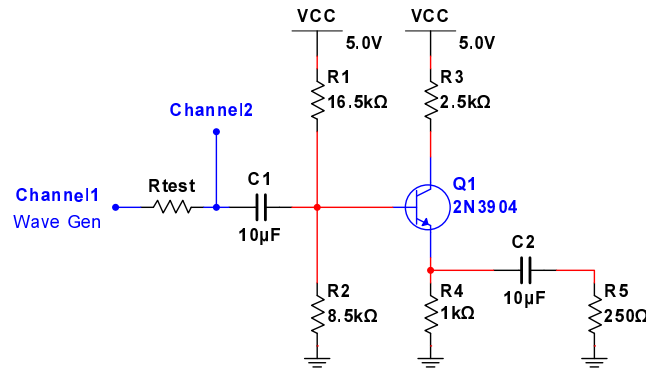 VCC
5.0V
VCC
5.0V
R1
16.5kΩ
R3
2.5kΩ
Channel2
Channel1
Wave Gen
Rtest
C1
10µF
Q1
2N3904
C2
10µF
R2
8.5kΩ
R4
1kΩ
R5
250Ω